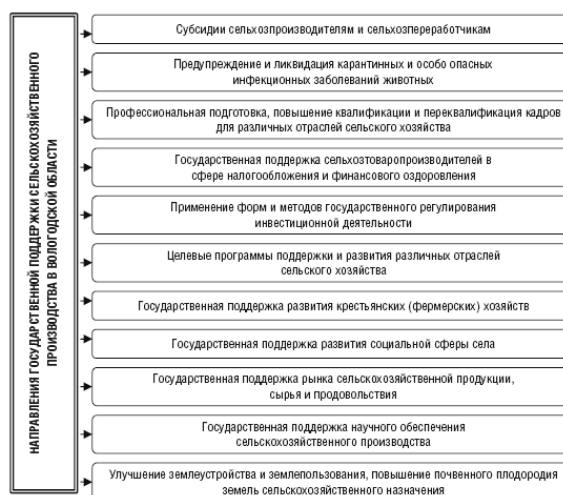 НАПРАВЛЕНИЯ ГОСУДАРСТВЕННОЙ ПОДДЕРЖКИ СЕЛЬСКОХОЗЯЙСТВЕННОГО
ПРОИЗВОДСТВА В ВОЛОГОДСКОЙ ОБЛАСТИ
Субсидии сельхозпроизводителям и сельхозпереработчикам
Предупреждение и ликвидация карантинных и особо опасных
инфекционных заболеваний животных
Профессиональная подготовка, повышение квалификации и переквалификация кадров
для различных отраслей сельского хозяйства
Государственная поддержка сельхозтоваропроизводителей в
сфере налогообложения и финансового оздоровления
Применение форм и методов государственного регулирования
инвестиционной деятельности
Целевые программы поддержки и развития различных отраслей
сельского хозяйства
Государственная поддержка развития крестьянских (фермерских) хозяйств
Государственная поддержка развития социальной сферы села
Государственная поддержка рынка сельскохозяйственной продукции,
сырья и продовольствия
Государственная поддержка научного обеспечения
сельскохозяйственного производства
Улучшение землеустройства и землепользования, повышение почвенного плодородия
земель сельскохозяйственного назначения